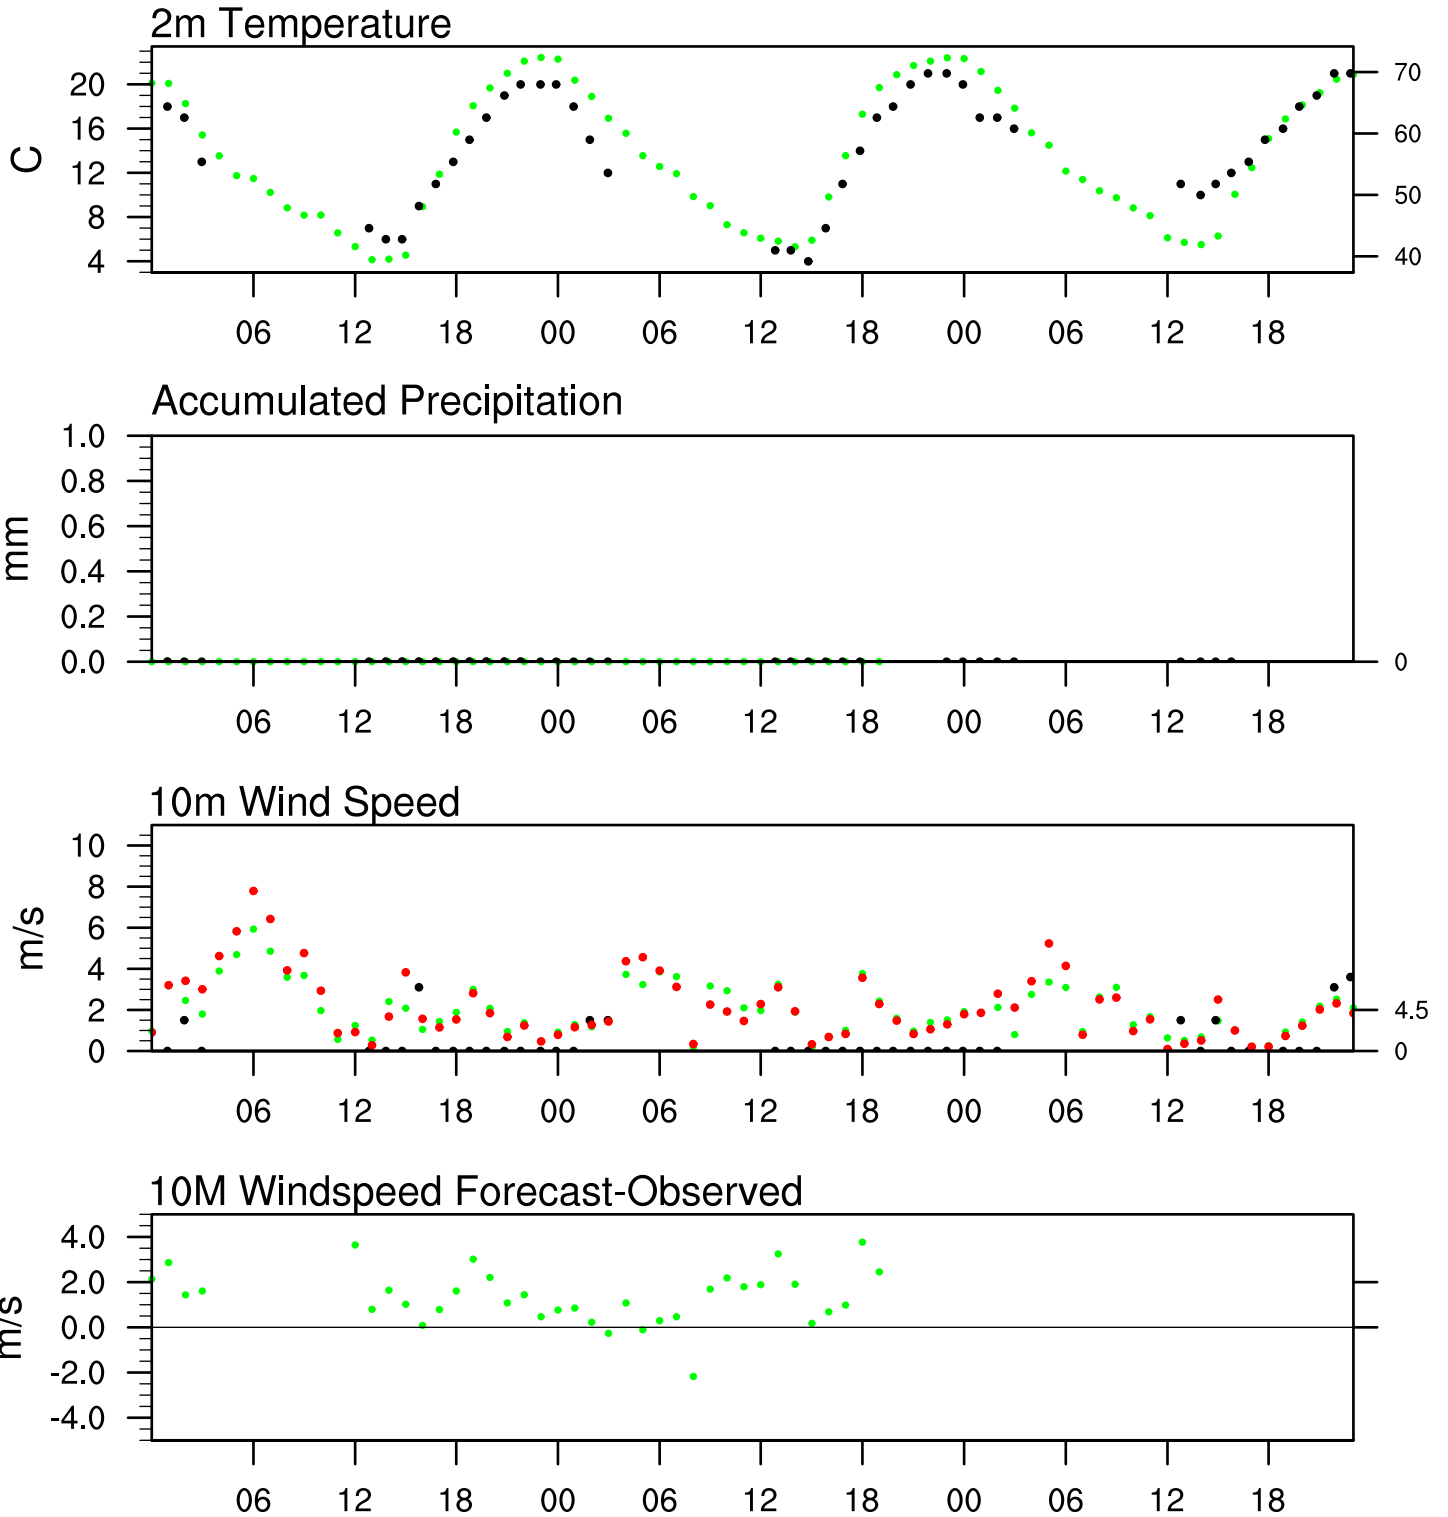 2m Temperature
20
16
12
8
4
C
70
60
50
40
06 12 18 00 06 12 18 00 06 12 18
Accumulated Precipitation
1.0
0.8
0.6
0.4
0.2
0.0
mm
0
06 12 18 00 06 12 18 00 06 12 18
10m Wind Speed
10
8
6
4
2
0
m/s
4.5
0
06 12 18 00 06 12 18 00 06 12 18
10M Windspeed Forecast-Observed
4.0
2.0
0.0
-2.0
-4.0
m/s
06 12 18 00 06 12 18 00 06 12 18